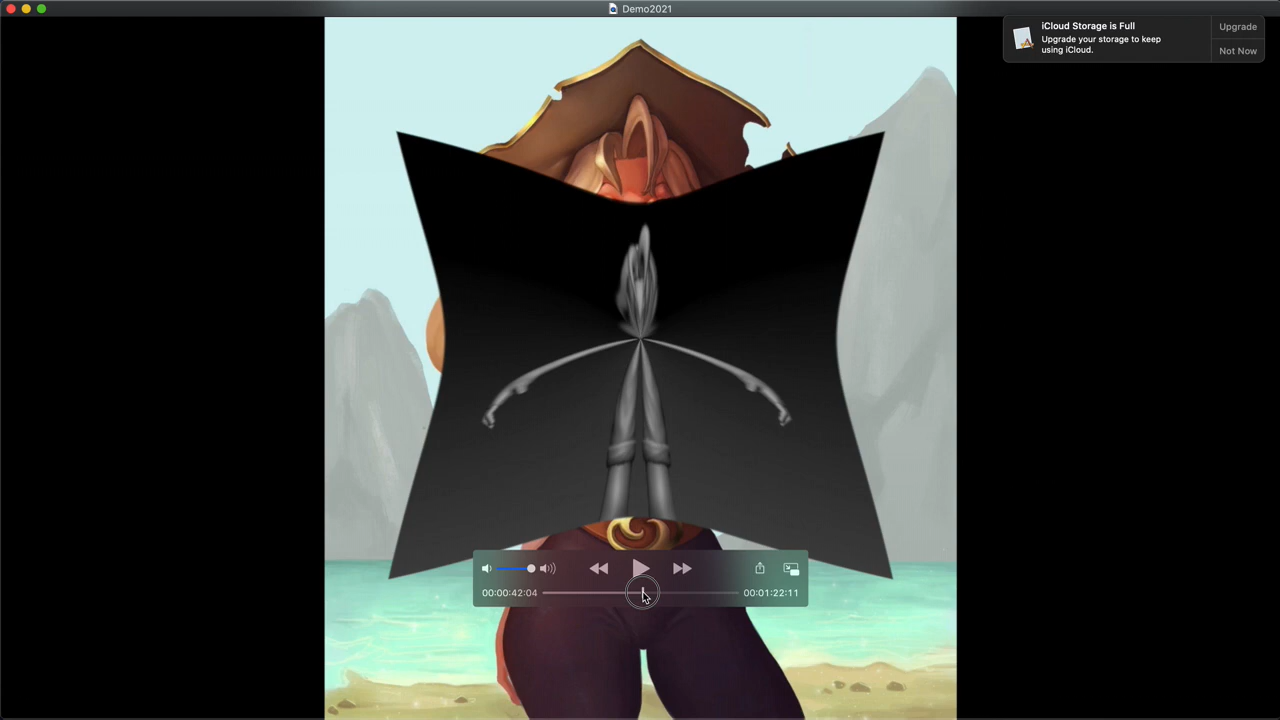 Demo2021
iCloud Storage is Full
Upgrade your storage to keep
using iCloud.
Upgrade
Not Now
00:00:42:04
00:01:22:11